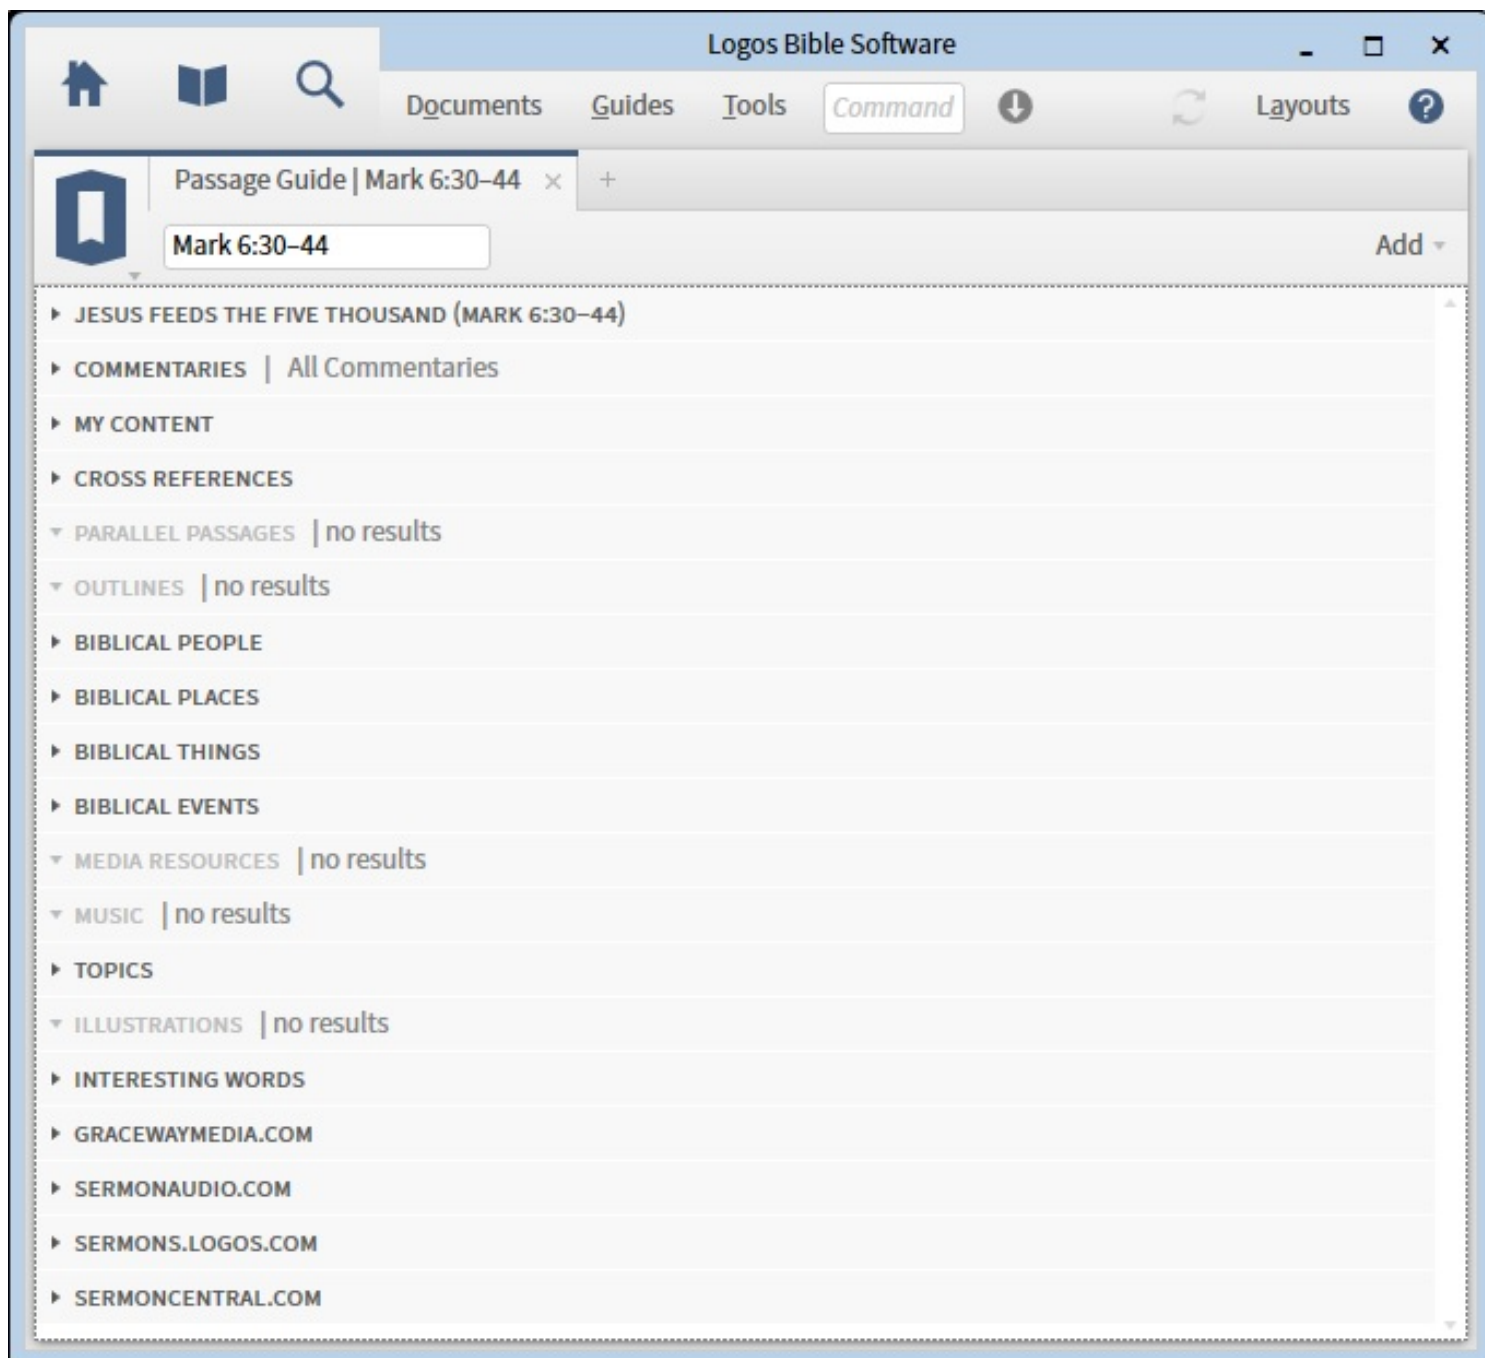 Logos Bible Software
Documents Guides Tools Command Layouts ?
Passage Guide | Mark 6:30–44
Mark 6:30–44 Add
JESUS FEEDS THE FIVE THOUSAND (MARK 6:30–44)
COMMENTARIES | All Commentaries
MY CONTENT
CROSS REFERENCES
PARALLEL PASSAGES | no results
OUTLINES | no results
BIBLICAL PEOPLE
BIBLICAL PLACES
BIBLICAL THINGS
BIBLICAL EVENTS
MEDIA RESOURCES | no results
MUSIC | no results
TOPICS
ILLUSTRATIONS | no results
INTERESTING WORDS
GRACEWAYMEDIA.COM
SERMONAUDIO.COM
SERMONS.LOGOS.COM
SERMONCENTRAL.COM